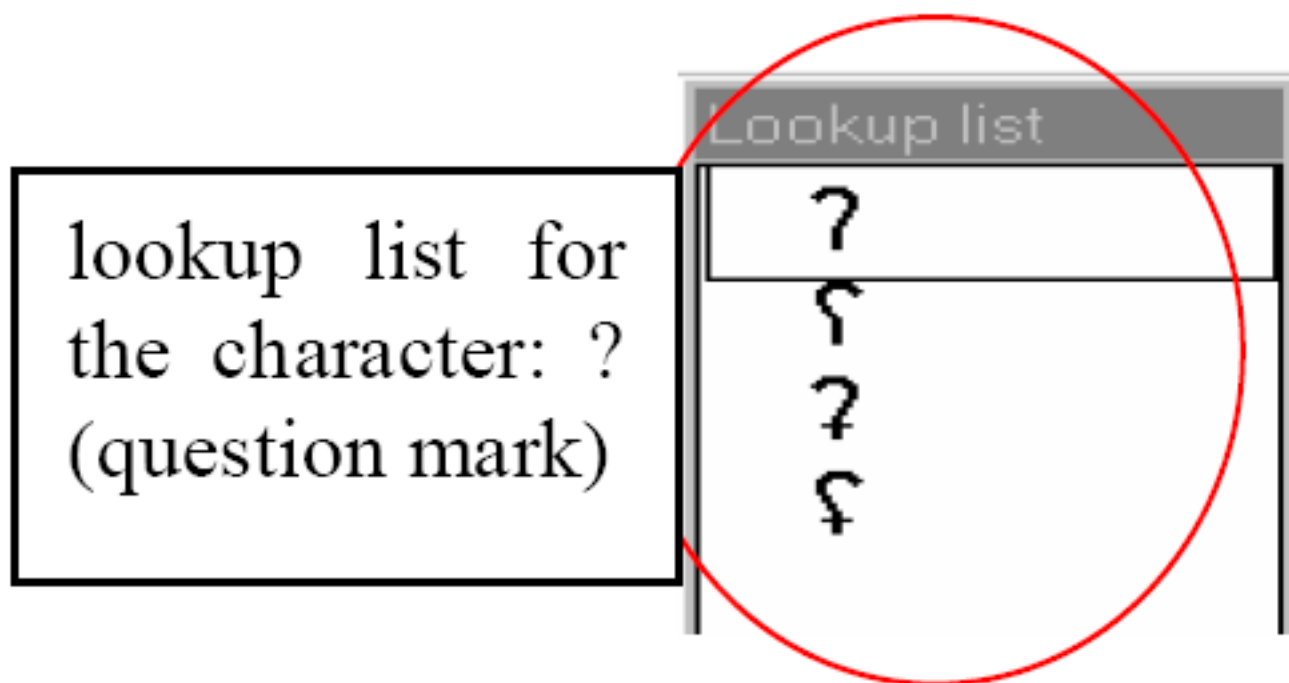 lookup list for
the character: ?
(question mark)
Lookup list
ʔ
ʕ
ʡ
ʢ